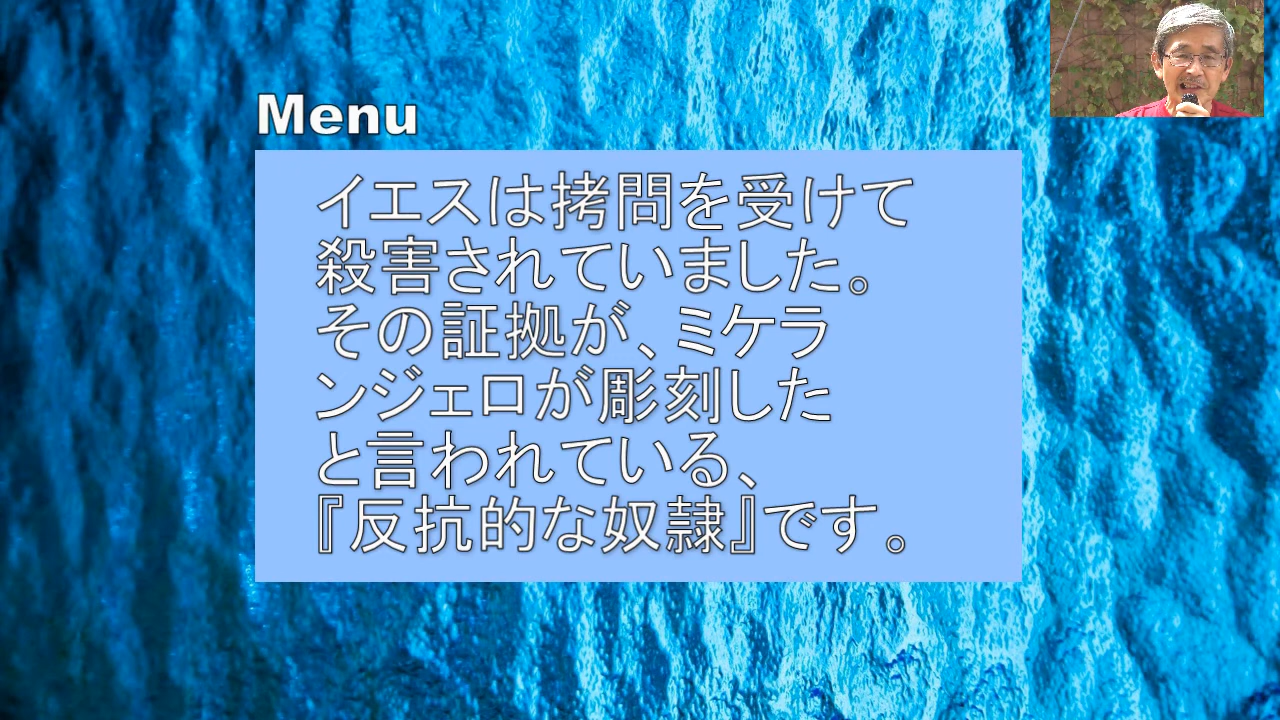 Menu
イエスは拷問を受けて
殺害されていました。
その証拠が、ミケラ
ンジェロが彫刻した
と言われている、
『反抗的な奴隷』です。